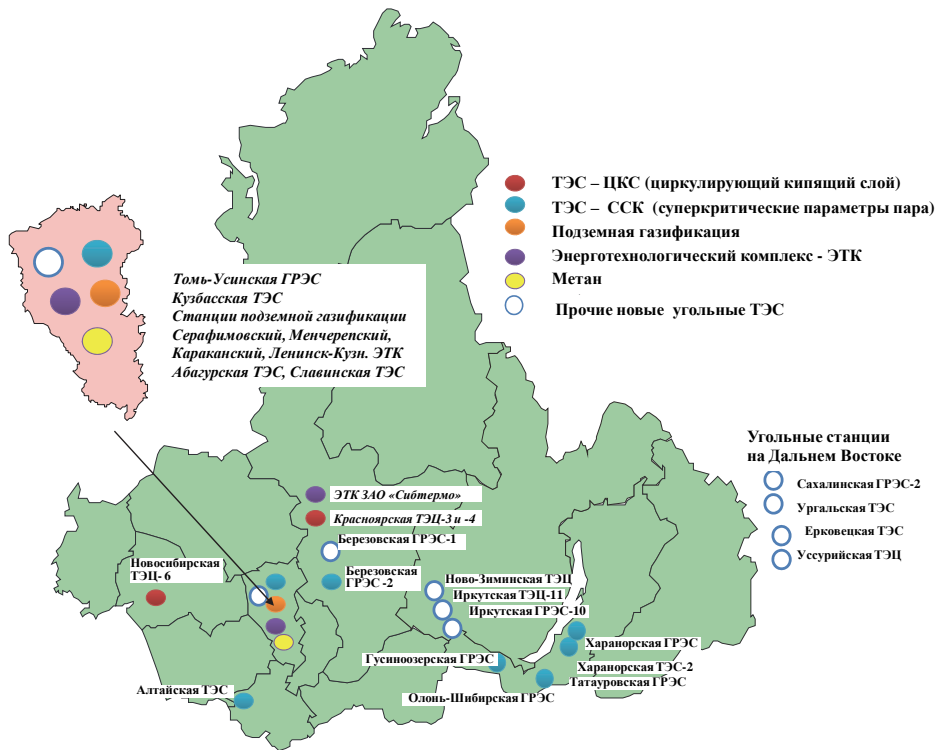 ТЭС – ЦКС (циркулирующий кипящий слой)
ТЭС – ССК (суперкритические параметры пара)
Подземная газификация
Энерготехнологический комплекс - ЭТК
Метан
Прочие новые угольные ТЭС
Томь-Усинская ГРЭС
Кузбасская ТЭС
Станции подземной газификации
Серафимовский, Менчерепский,
Караканский, Ленинск-Кузн. ЭТК
Абагурская ТЭС, Славинская ТЭС
Угольные станции
на Дальнем Востоке
Сахалинская ГРЭС-2
Ургальская ТЭС
Ерковецкая ТЭС
Уссурийская ТЭЦ
ЭТК ЗАО «Сибтермо»
Красноярская ТЭЦ-3 и -4
Березовская ГРЭС-1
Новосибирская
ТЭЦ- 6
Березовская
ГРЭС -2
Ново-Зиминская ТЭЦ
Иркутская ТЭЦ-11
Иркутская ГРЭС-10
Харанорская ГРЭС
Гусиноозерская ГРЭС
Харанорская ТЭС-2
Татауровская ГРЭС
Алтайская ТЭС
Олонь-Шибирская ГРЭС